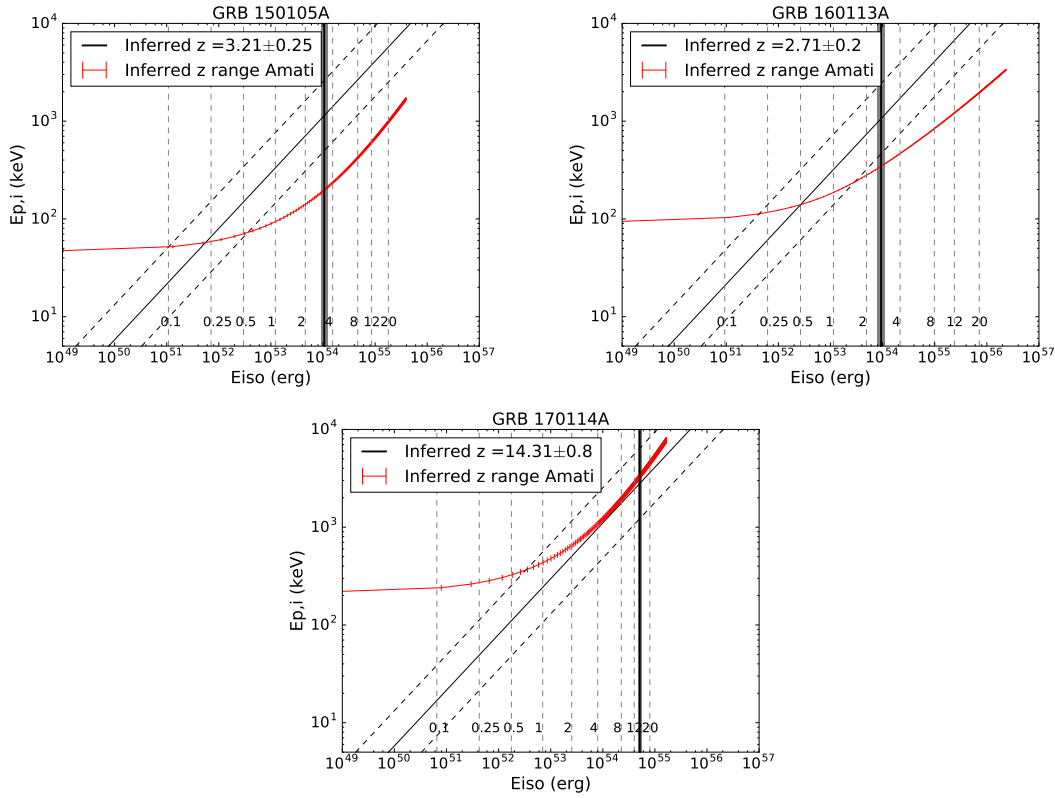 GRB 150105A
Inferred z =3.21±0.25
Inferred z range Amati
Ep,i (keV)
10^4
10^3
10^2
10^1
0.1 0.25 0.5 1 2 4 8 12 20
10^49 10^50 10^51 10^52 10^53 10^54 10^55 10^56 10^57
Eiso (erg)
GRB 160113A
Inferred z =2.71±0.2
Inferred z range Amati
Ep,i (keV)
10^4
10^3
10^2
10^1
0.1 0.25 0.5 1 2 4 8 12 20
10^49 10^50 10^51 10^52 10^53 10^54 10^55 10^56 10^57
Eiso (erg)
GRB 170114A
Inferred z =14.31±0.8
Inferred z range Amati
Ep,i (keV)
10^4
10^3
10^2
10^1
0.1 0.25 0.5 1 2 4 8 12 20
10^49 10^50 10^51 10^52 10^53 10^54 10^55 10^56 10^57
Eiso (erg)